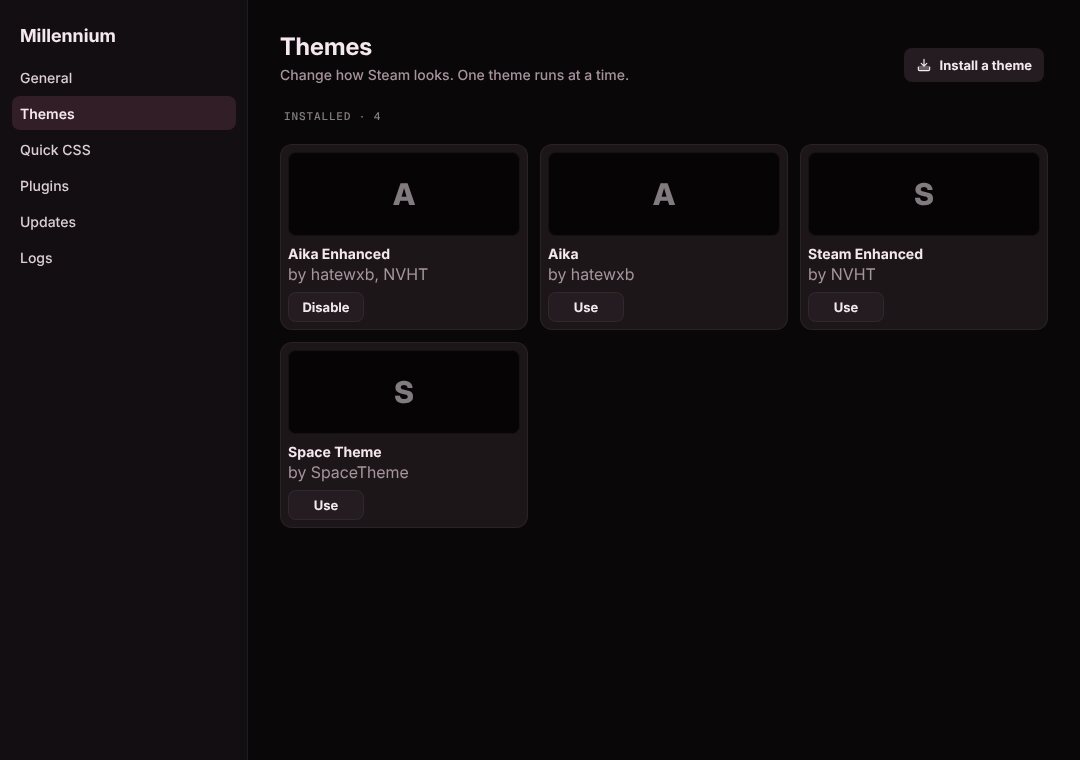 Millennium
General
Themes
Quick CSS
Plugins
Updates
Logs
Themes
Change how Steam looks. One theme runs at a time.
Install a theme
INSTALLED · 4
A
Aika Enhanced
by hatewxb, NVHT
Disable
A
Aika
by hatewxb
Use
S
Steam Enhanced
by NVHT
Use
S
Space Theme
by SpaceTheme
Use